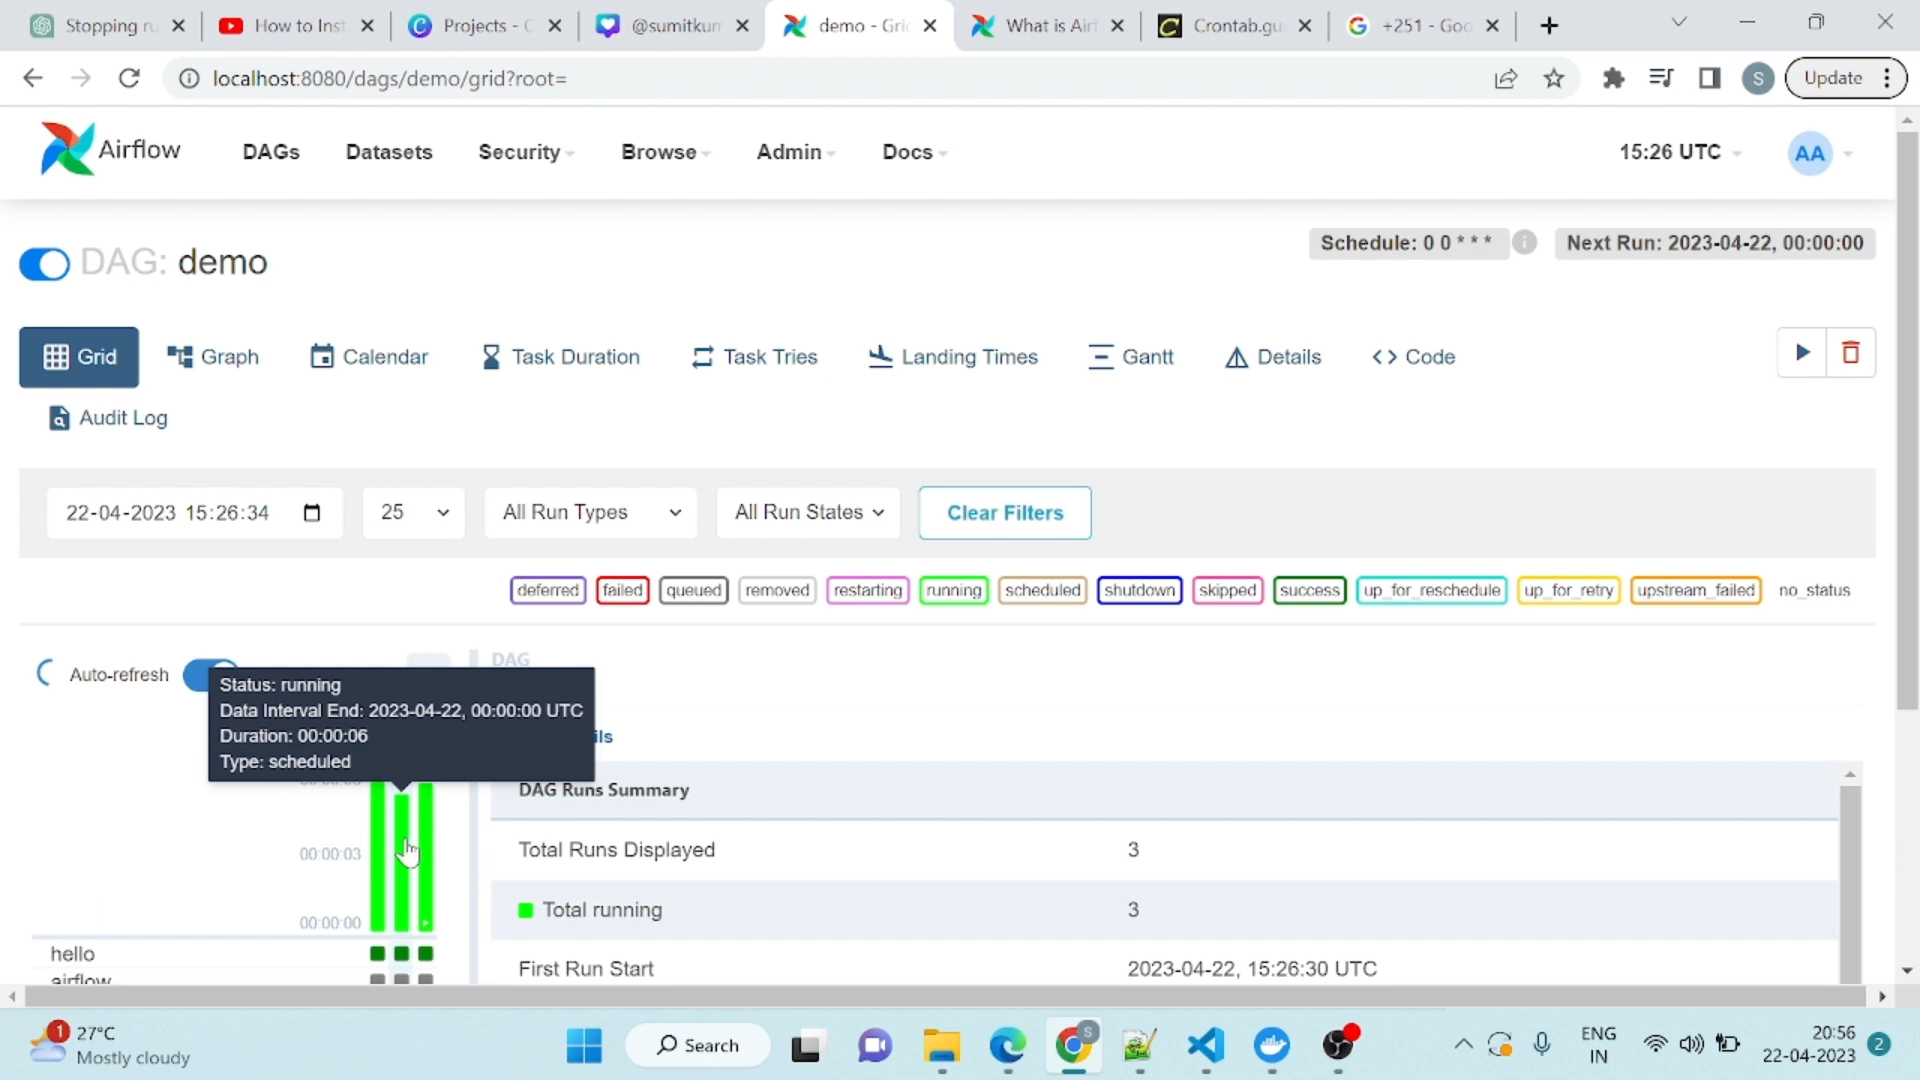 Stopping ru
How to Inst
Projects - C
@sumitkum
demo - Gri
What is Airf
Crontab.gu
+251 - Goo
localhost:8080/dags/demo/grid?root=
S
Update
Airflow
DAGs
Datasets
Security
Browse
Admin
Docs
15:26 UTC
AA
DAG: demo
Schedule: 0 0 * * *
Next Run: 2023-04-22, 00:00:00
Grid
Graph
Calendar
Task Duration
Task Tries
Landing Times
Gantt
Details
Code
Audit Log
22-04-2023 15:26:34
25
All Run Types
All Run States
Clear Filters
deferred
failed
queued
removed
restarting
running
scheduled
shutdown
skipped
success
up_for_reschedule
up_for_retry
upstream_failed
no_status
Auto-refresh
DAG
Status: running
Data Interval End: 2023-04-22, 00:00:00 UTC
Duration: 00:00:06
Type: scheduled
ils
DAG Runs Summary
Total Runs Displayed 3
00:00:03
Total running 3
00:00:00
hello
First Run Start 2023-04-22, 15:26:30 UTC
airflow
1
27°C
Mostly cloudy
Search
S
ENG
IN
20:56
22-04-2023
2